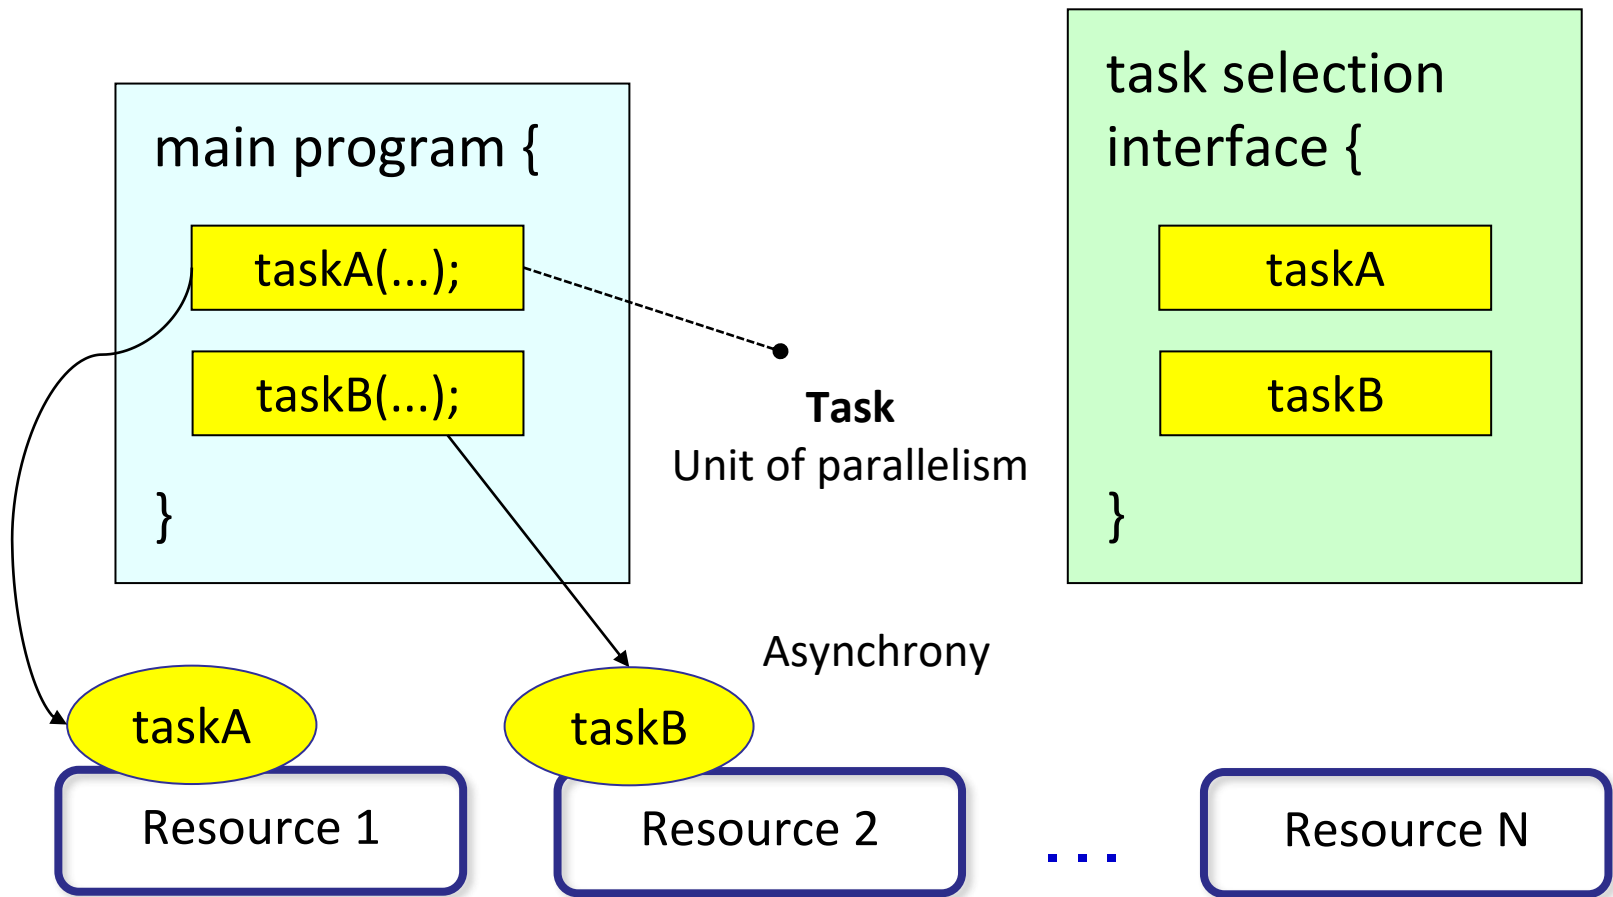 main program {
taskA(...);
taskB(...);
}
Task
Unit of parallelism
task selection
interface {
taskA
taskB
}
Asynchrony
taskA
taskB
Resource 1
Resource 2
...
Resource N